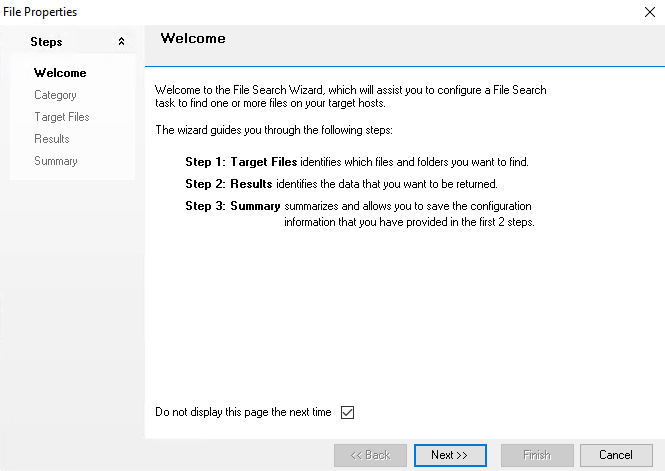 File Properties
Steps
Welcome
Category
Target Files
Results
Summary
Welcome
Welcome to the File Search Wizard, which will assist you to configure a File Search
task to find one or more files on your target hosts.
The wizard guides you through the following steps:
Step 1: Target Files identifies which files and folders you want to find.
Step 2: Results identifies the data that you want to be returned.
Step 3: Summary summarizes and allows you to save the configuration
information that you have provided in the first 2 steps.
Do not display this page the next time
<< Back
Next >>
Finish
Cancel